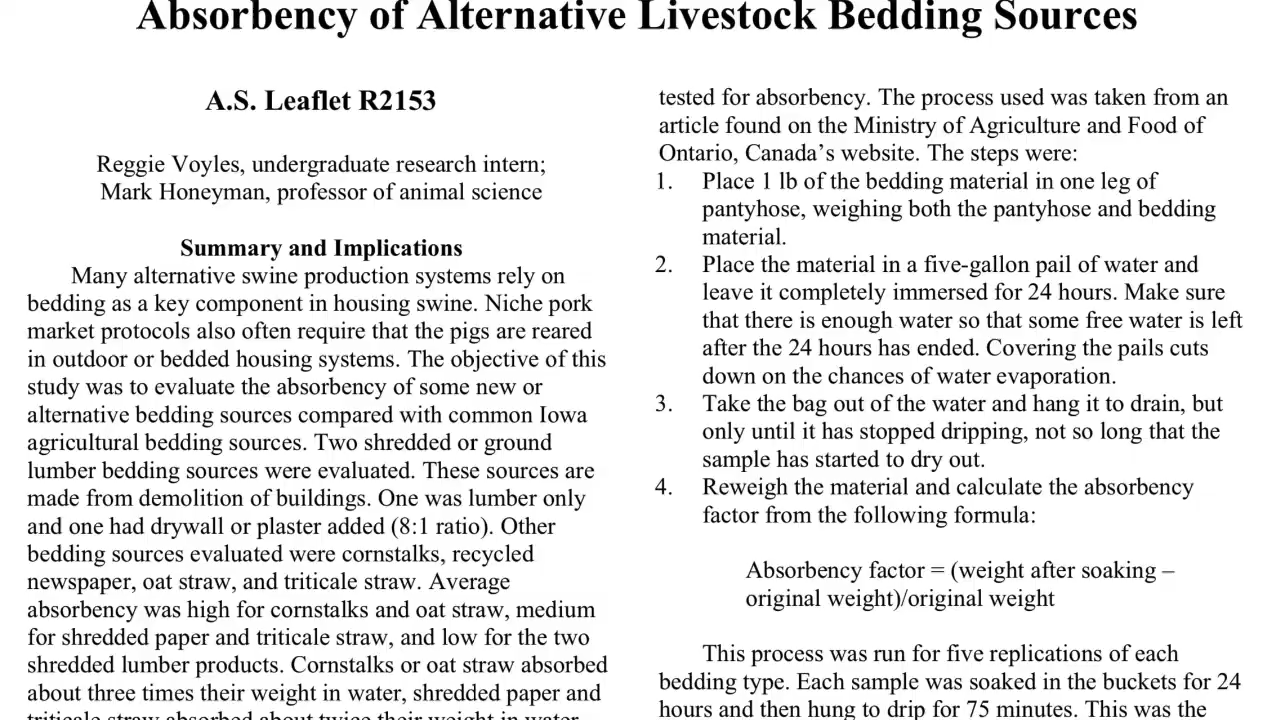 Absorbency of Alternative Livestock Bedding Sources
A.S. Leaflet R2153
Reggie Voyles, undergraduate research intern;
Mark Honeyman, professor of animal science
Summary and Implications
Many alternative swine production systems rely on
bedding as a key component in housing swine. Niche pork
market protocols also often require that the pigs are reared
in outdoor or bedded housing systems. The objective of this
study was to evaluate the absorbency of some new or
alternative bedding sources compared with common Iowa
agricultural bedding sources. Two shredded or ground
lumber bedding sources were evaluated. These sources are
made from demolition of buildings. One was lumber only
and one had drywall or plaster added (8:1 ratio). Other
bedding sources evaluated were cornstalks, recycled
newspaper, oat straw, and triticale straw. Average
absorbency was high for cornstalks and oat straw, medium
for shredded paper and triticale straw, and low for the two
shredded lumber products. Cornstalks or oat straw absorbed
about three times their weight in water, shredded paper and
triticale straw absorbed about twice their weight in water
tested for absorbency. The process used was taken from an
article found on the Ministry of Agriculture and Food of
Ontario, Canada’s website. The steps were:
1. Place 1 lb of the bedding material in one leg of
pantyhose, weighing both the pantyhose and bedding
material.
2. Place the material in a five-gallon pail of water and
leave it completely immersed for 24 hours. Make sure
that there is enough water so that some free water is left
after the 24 hours has ended. Covering the pails cuts
down on the chances of water evaporation.
3. Take the bag out of the water and hang it to drain, but
only until it has stopped dripping, not so long that the
sample has started to dry out.
4. Reweigh the material and calculate the absorbency
factor from the following formula:
Absorbency factor = (weight after soaking –
original weight)/original weight
This process was run for five replications of each
bedding type. Each sample was soaked in the buckets for 24
hours and then hung to drip for 75 minutes. This was the